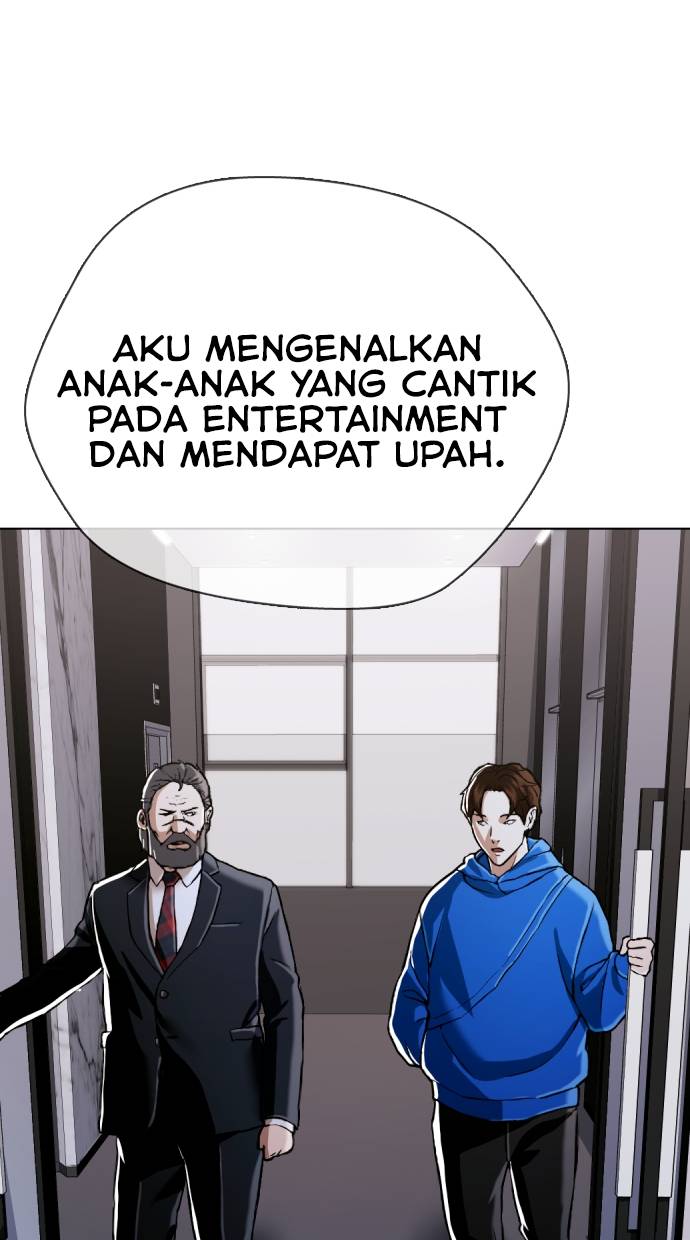 AKU MENGENALKAN
ANAK-ANAK YANG CANTIK
PADA ENTERTAINMENT
DAN MENDAPAT UPAH.